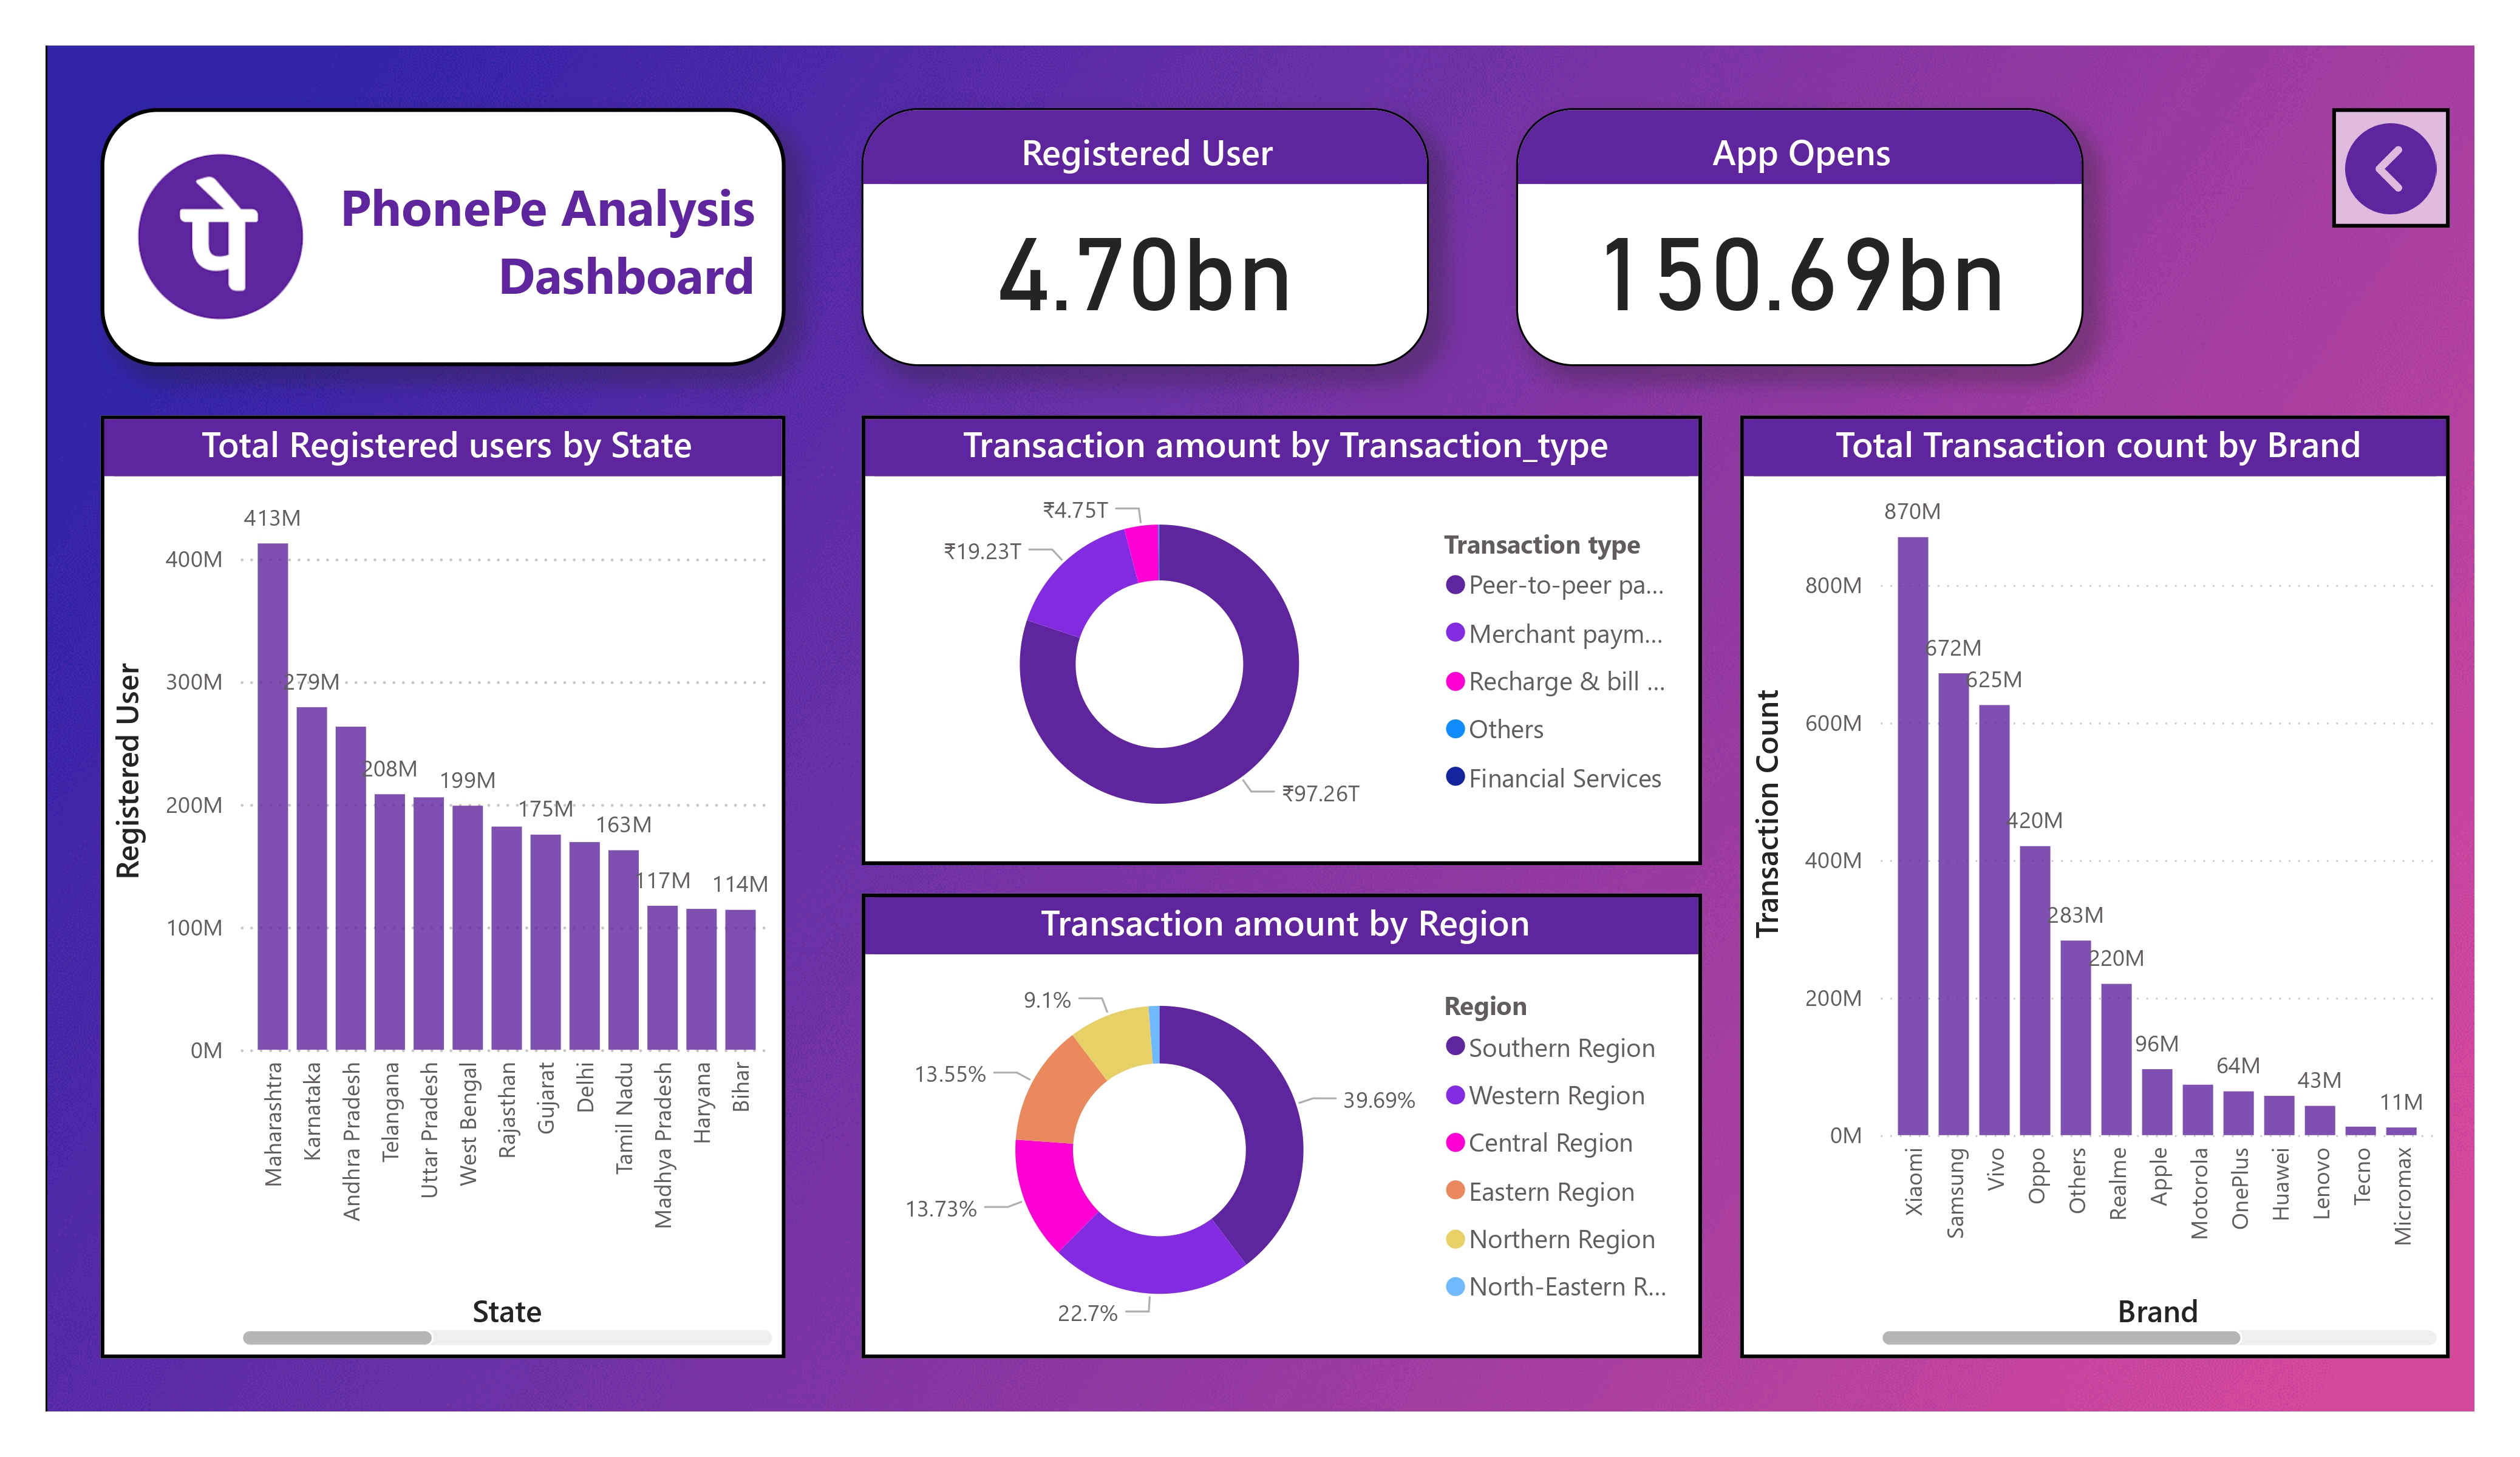 पे
PhonePe Analysis
Dashboard
Registered User
4.70bn
App Opens
150.69bn
Total Registered users by State
Registered User
400M
300M
200M
100M
0M
413M
279M
208M
199M
175M
163M
117M
114M
Maharashtra
Karnataka
Andhra Pradesh
Telangana
Uttar Pradesh
West Bengal
Rajasthan
Gujarat
Delhi
Tamil Nadu
Madhya Pradesh
Haryana
Bihar
State
Transaction amount by Transaction_type
₹4.75T
₹19.23T
₹97.26T
Transaction type
Peer-to-peer pa...
Merchant paym...
Recharge & bill ...
Others
Financial Services
Transaction amount by Region
9.1%
13.55%
13.73%
22.7%
39.69%
Region
Southern Region
Western Region
Central Region
Eastern Region
Northern Region
North-Eastern R...
Total Transaction count by Brand
Transaction Count
800M
600M
400M
200M
0M
870M
672M
625M
420M
283M
220M
96M
64M
43M
11M
Xiaomi
Samsung
Vivo
Oppo
Others
Realme
Apple
Motorola
OnePlus
Huawei
Lenovo
Tecno
Micromax
Brand